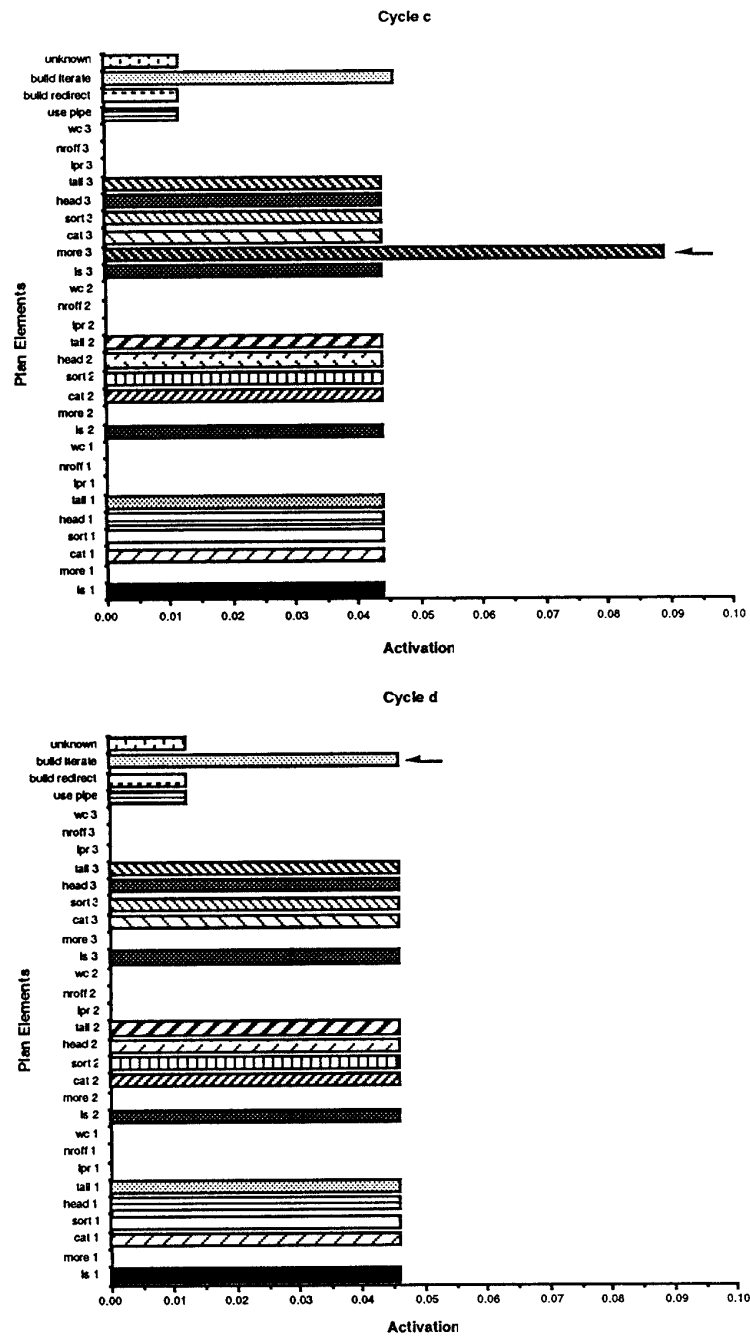 Cycle c
unknown
build iterate
build redirect
use pipe
wc 3
nroff 3
lpr 3
tail 3
head 3
sort 3
cat 3
more 3
ls 3
wc 2
nroff 2
lpr 2
tail 2
head 2
sort 2
cat 2
more 2
ls 2
wc 1
nroff 1
lpr 1
tail 1
head 1
sort 1
cat 1
more 1
ls 1
Plan Elements
0.00 0.01 0.02 0.03 0.04 0.05 0.06 0.07 0.08 0.09 0.10
Activation
Cycle d
unknown
build iterate
build redirect
use pipe
wc 3
nroff 3
lpr 3
tail 3
head 3
sort 3
cat 3
more 3
ls 3
wc 2
nroff 2
lpr 2
tail 2
head 2
sort 2
cat 2
more 2
ls 2
wc 1
nroff 1
lpr 1
tail 1
head 1
sort 1
cat 1
more 1
ls 1
Plan Elements
0.00 0.01 0.02 0.03 0.04 0.05 0.06 0.07 0.08 0.09 0.10
Activation